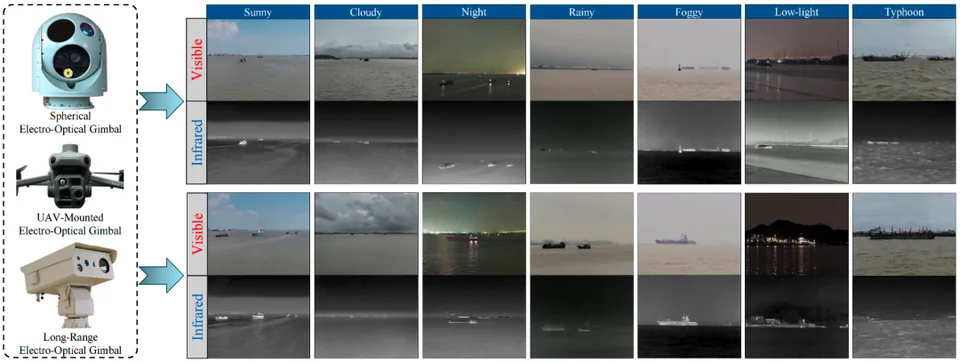 Sunny
Cloudy
Night
Rainy
Foggy
Low-light
Typhoon
Spherical
Electro-Optical Gimbal
UAV-Mounted
Electro-Optical Gimbal
Long-Range
Electro-Optical Gimbal
Visible
Infrared
Visible
Infrared